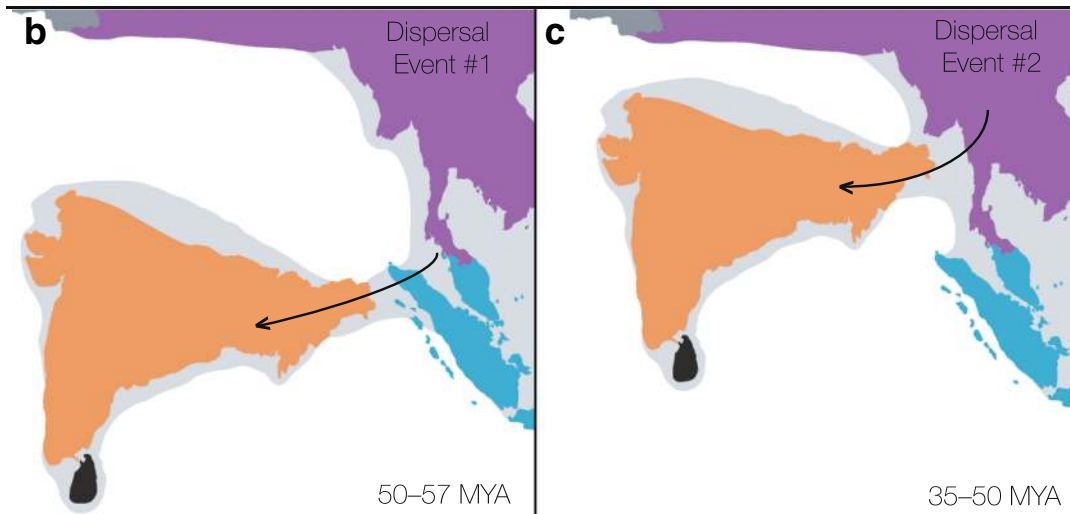 b
Dispersal
Event #1
50–57 MYA
c
Dispersal
Event #2
35–50 MYA